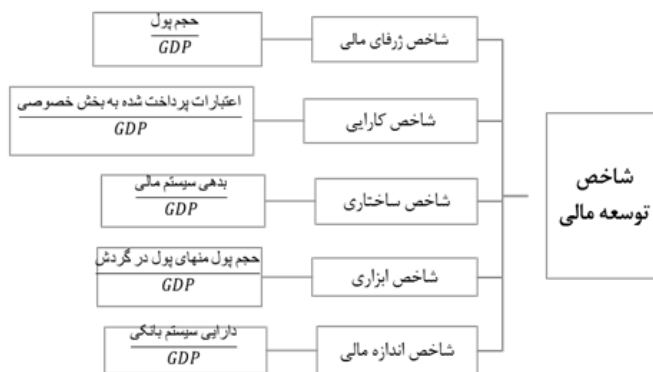 شاخص
توسعه مالی
شاخص ژرفای مالی
حجم پول
GDP
شاخص کارایی
اعتبارات پرداخت شده به بخش خصوصی
GDP
شاخص ساختاری
بدهی سیستم مالی
GDP
شاخص ابزاری
حجم پول منهای پول در گردش
GDP
شاخص اندازه مالی
دارایی سیستم بانکی
GDP